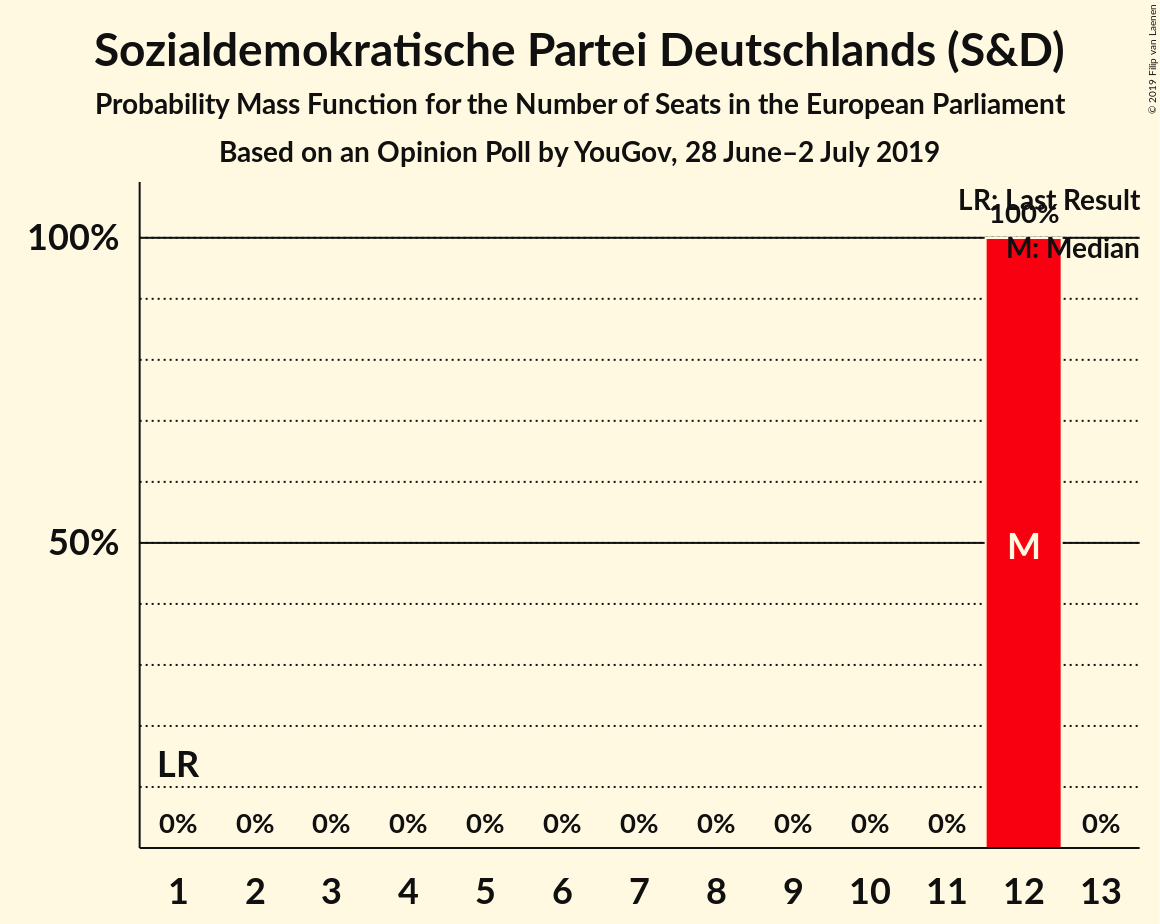 Sozialdemokratische Partei Deutschlands (S&D)
Probability Mass Function for the Number of Seats in the European Parliament
Based on an Opinion Poll by YouGov, 28 June–2 July 2019
© 2019 Filip van Laenen
LR: Last Result
100%
M: Median
100%
50%
M
LR
0% 0% 0% 0% 0% 0% 0% 0% 0% 0% 0% 0%
1 2 3 4 5 6 7 8 9 10 11 12 13